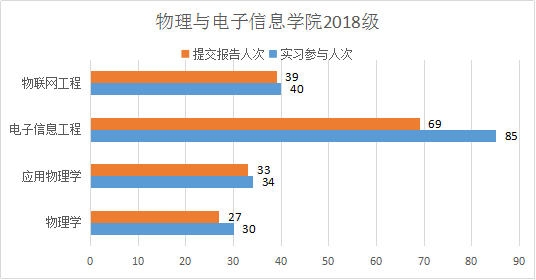 物理与电子信息学院2018级
提交报告人次 实习参与人次
物联网工程 39
40
电子信息工程 69
85
应用物理学 33
34
物理学 27
30
0 10 20 30 40 50 60 70 80 90